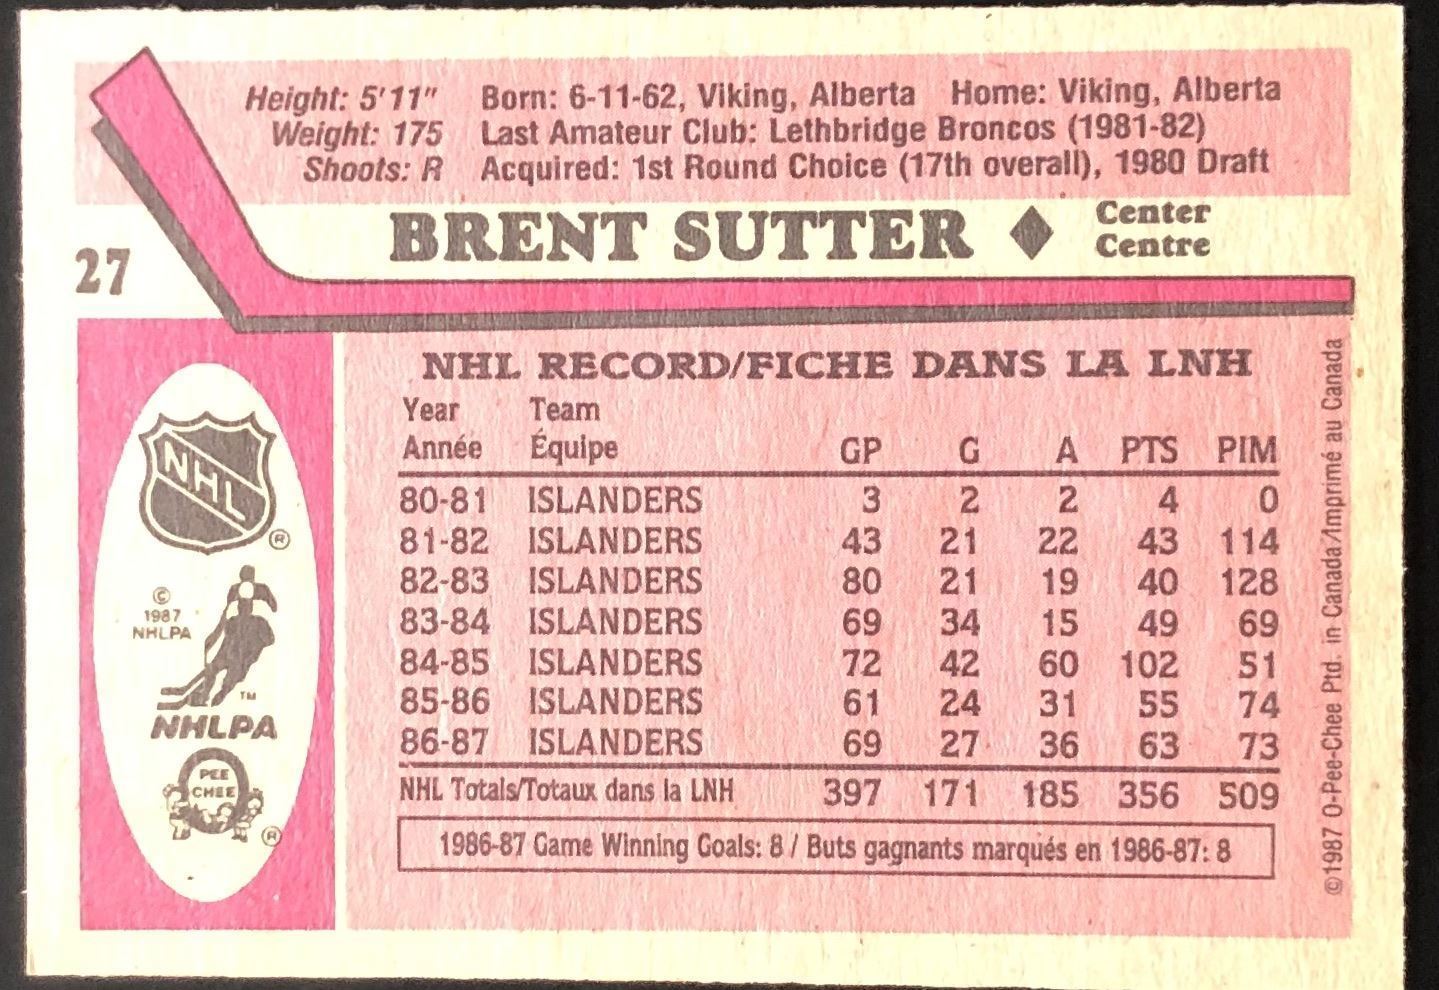 Height: 5'11" Born: 6-11-62, Viking, Alberta Home: Viking, Alberta
Weight: 175 Last Amateur Club: Lethbridge Broncos (1981-82)
Shoots: R Acquired: 1st Round Choice (17th overall), 1980 Draft
BRENT SUTTER ♦ Center
Centre
27
NHL RECORD/FICHE DANS LA LNH
Year Team
Année Équipe GP G A PTS PIM
80-81 ISLANDERS 3 2 2 4 0
81-82 ISLANDERS 43 21 22 43 114
82-83 ISLANDERS 80 21 19 40 128
83-84 ISLANDERS 69 34 15 49 69
84-85 ISLANDERS 72 42 60 102 51
85-86 ISLANDERS 61 24 31 55 74
86-87 ISLANDERS 69 27 36 63 73
NHL Totals/Totaux dans la LNH 397 171 185 356 509
1986-87 Game Winning Goals: 8 / Buts gagnants marqués en 1986-87: 8
NHL
®
©
1987
NHLPA
TM
NHLPA
PEE
CHEE
®
©1987 O-Pee-Chee Ptd. in Canada/Imprimé au Canada